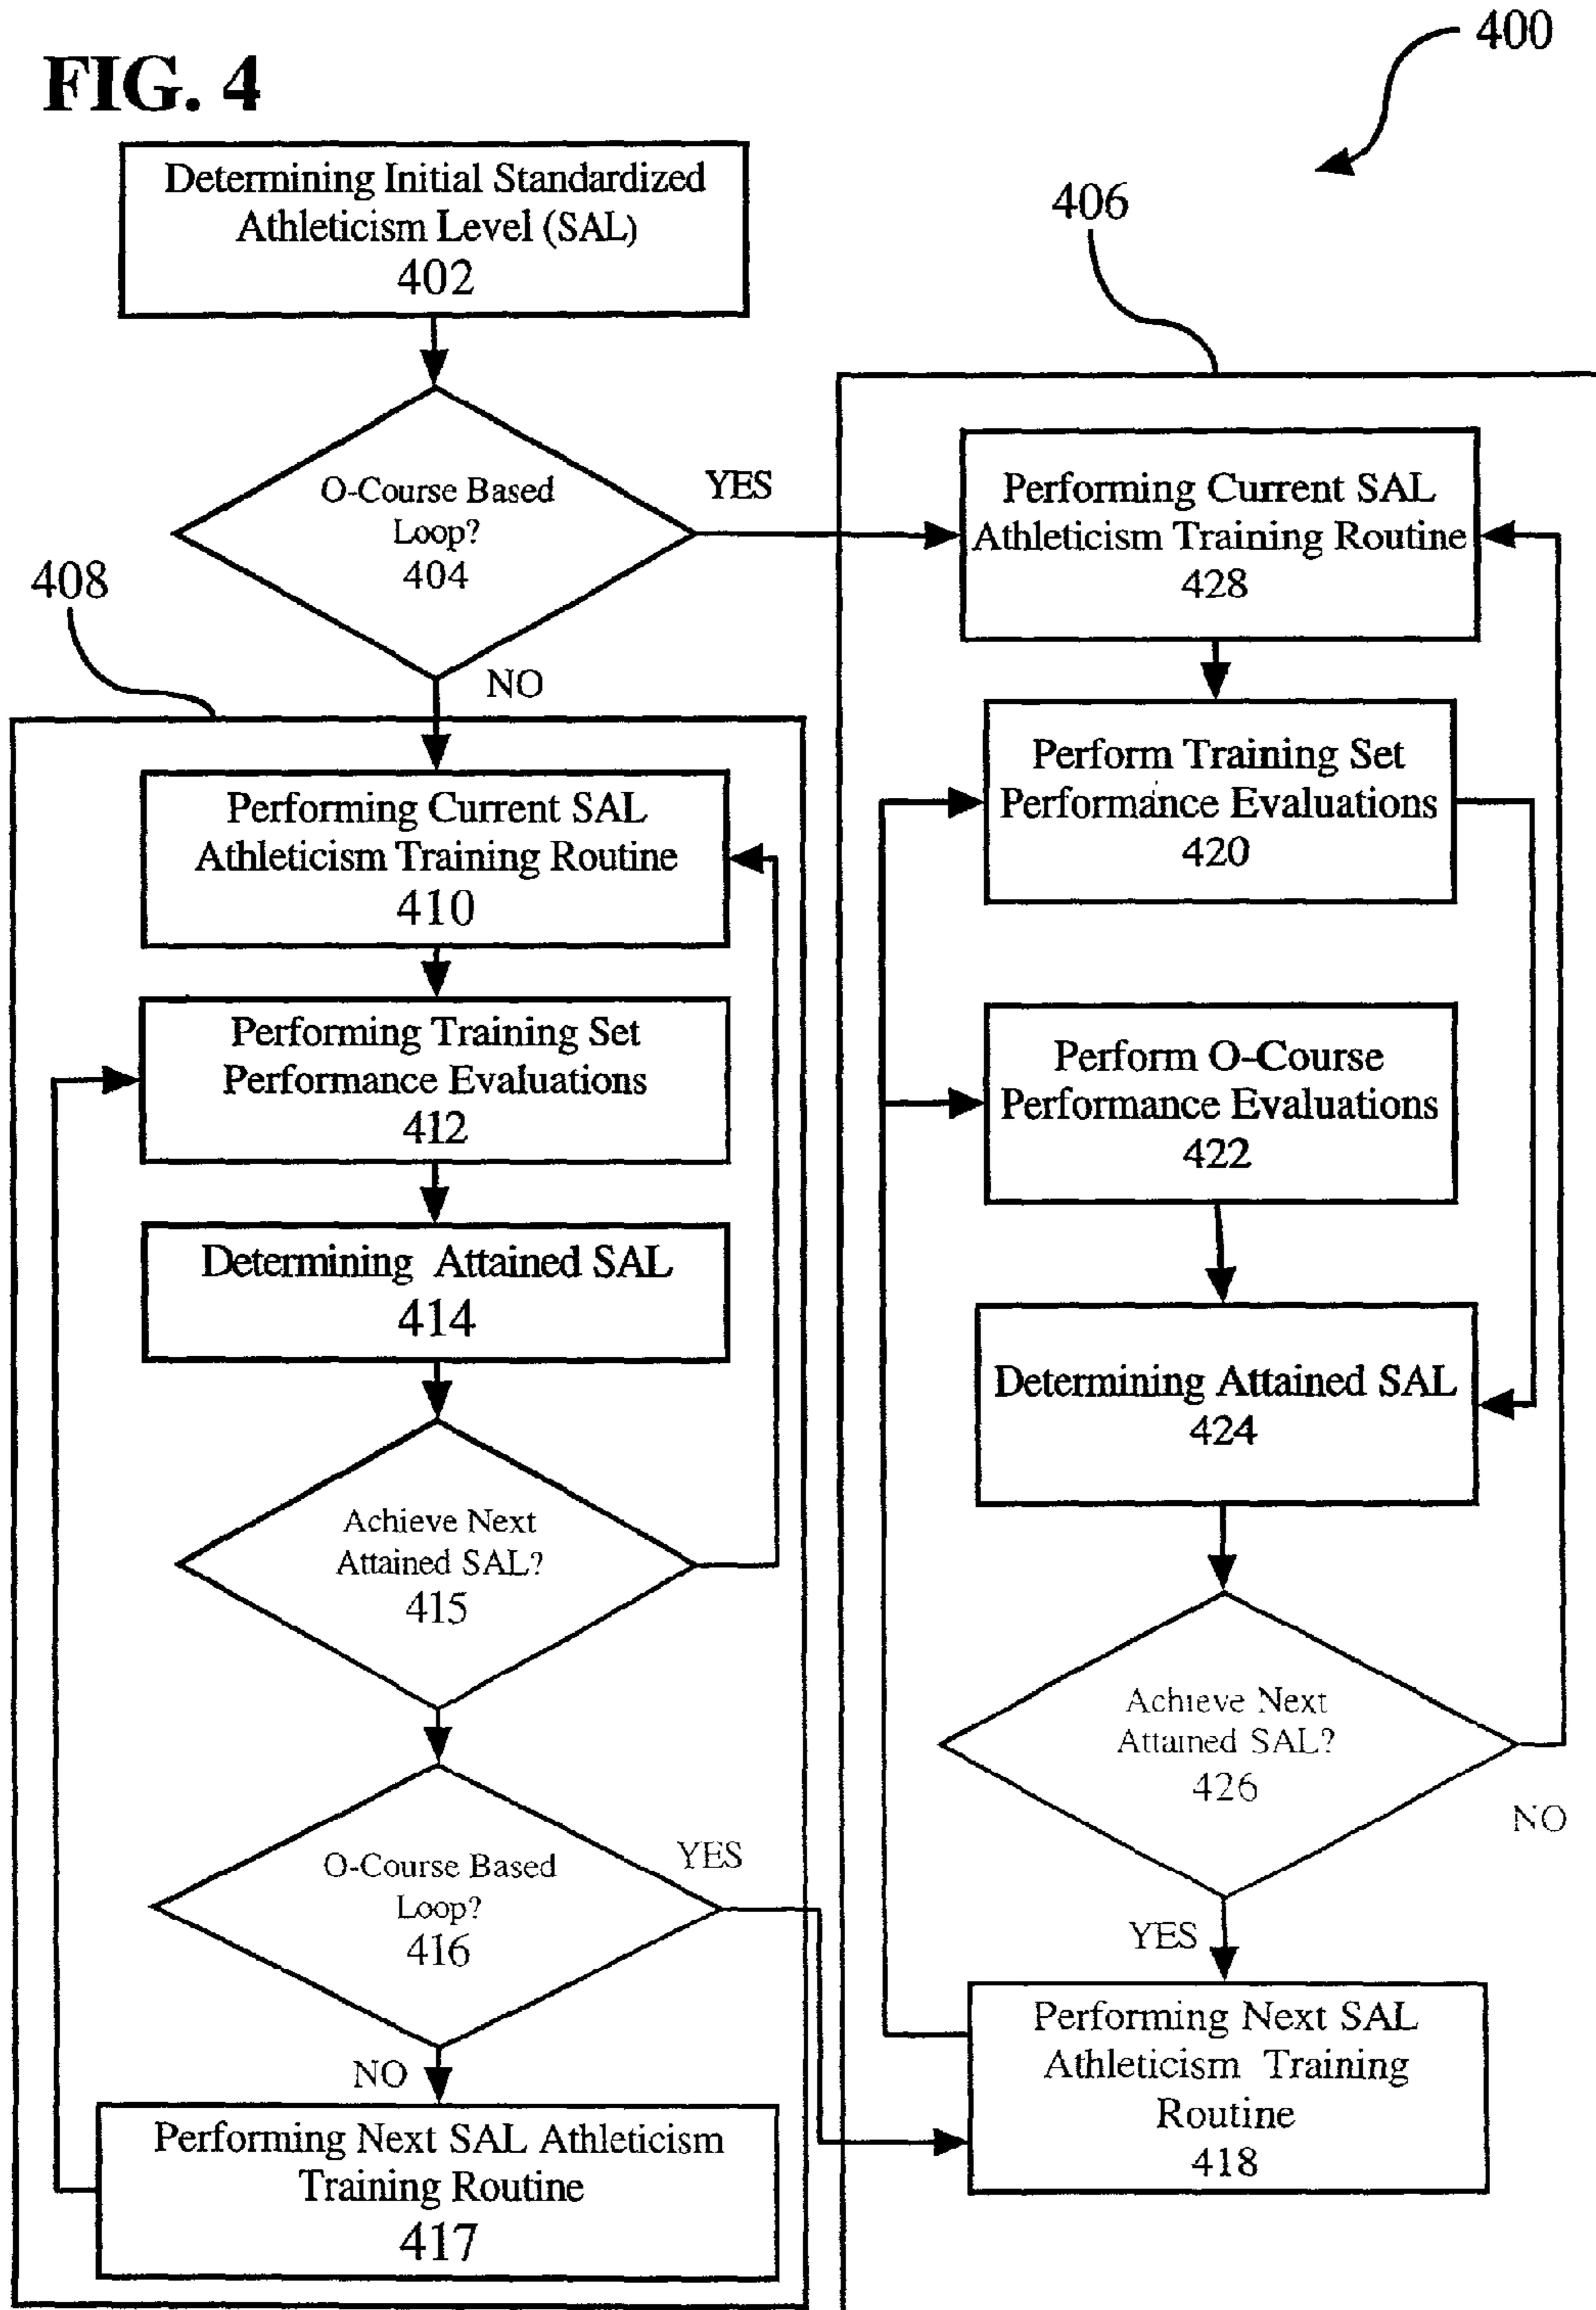 FIG. 4
400
Determining Initial Standardized
Athleticism Level (SAL)
402
406
O-Course Based
Loop?
404
YES
NO
408
Performing Current SAL
Athleticism Training Routine
410
Performing Training Set
Performance Evaluations
412
Determining Attained SAL
414
Achieve Next
Attained SAL?
415
O-Course Based
Loop?
416
YES
NO
Performing Next SAL Athleticism
Training Routine
417
Performing Current SAL
Athleticism Training Routine
428
Perform Training Set
Performance Evaluations
420
Perform O-Course
Performance Evaluations
422
Determining Attained SAL
424
Achieve Next
Attained SAL?
426
NO
YES
Performing Next SAL
Athleticism Training
Routine
418